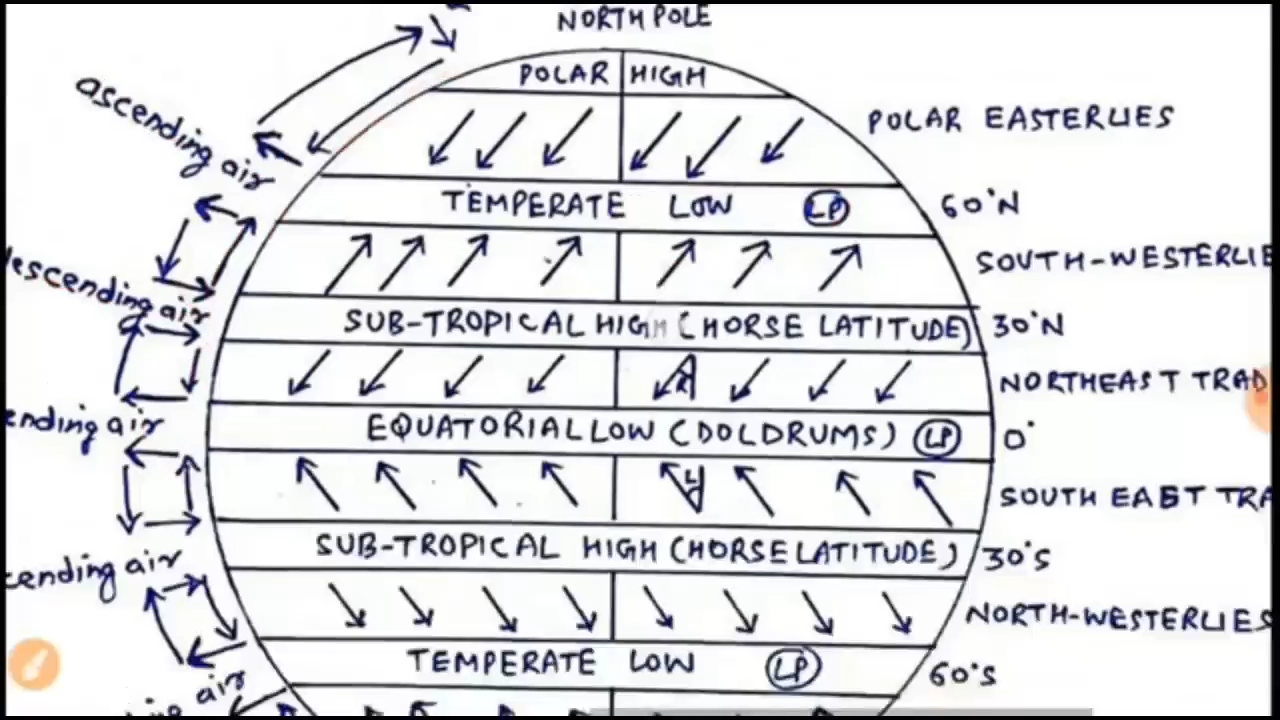 NORTH POLE
POLAR HIGH
ascending air
POLAR EASTERLIES
TEMPERATE LOW LP 60°N
SOUTH-WESTERLIE
descending air
SUB-TROPICAL HIGH (HORSE LATITUDE) 30°N
NORTHEAST TRAD
ending air
EQUATORIAL LOW (DOLDRUMS) LP 0°
SOUTH EAST TRA
SUB-TROPICAL HIGH (HORSE LATITUDE) 30°S
cending air
NORTH-WESTERLIES
TEMPERATE LOW LP 60°S
air